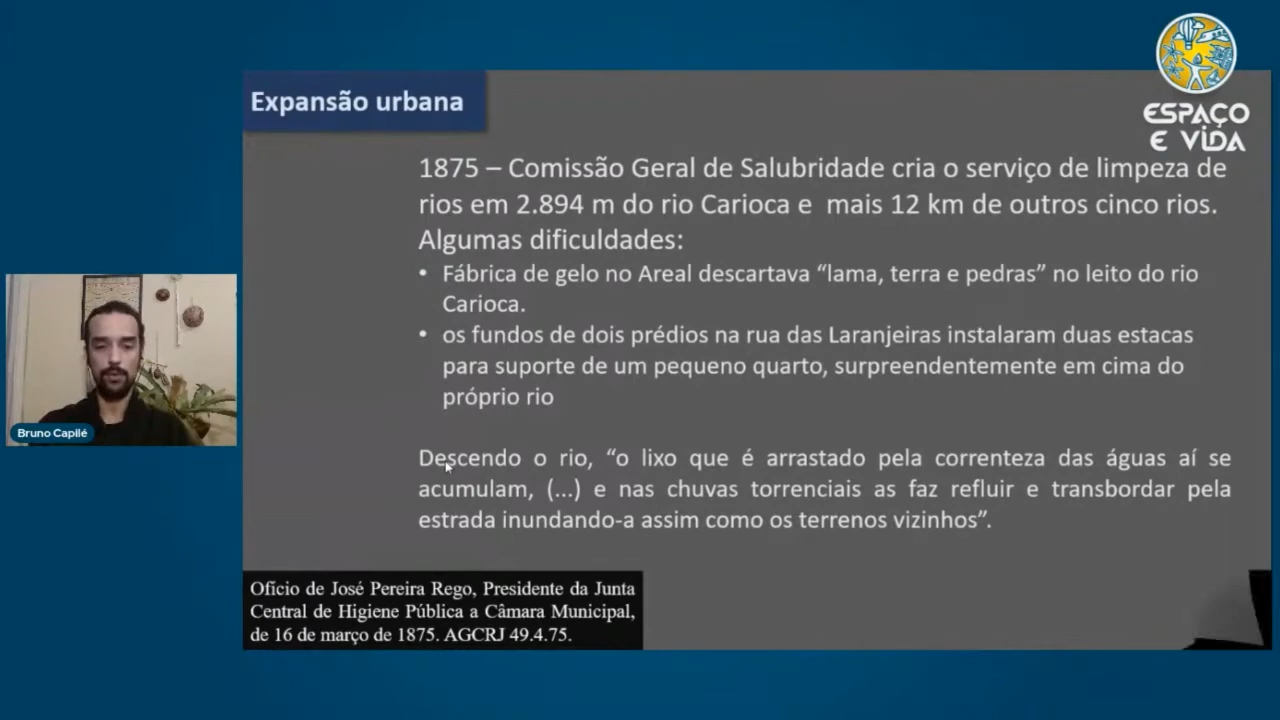 ESPAÇO
E VIDA
Expansão urbana
1875 – Comissão Geral de Salubridade cria o serviço de limpeza de
rios em 2.894 m do rio Carioca e mais 12 km de outros cinco rios.
Algumas dificuldades:
• Fábrica de gelo no Areal descartava “lama, terra e pedras” no leito do rio
Carioca.
• os fundos de dois prédios na rua das Laranjeiras instalaram duas estacas
para suporte de um pequeno quarto, surpreendentemente em cima do
próprio rio
Descendo o rio, “o lixo que é arrastado pela correnteza das águas aí se
acumulam, (...) e nas chuvas torrenciais as faz refluir e transbordar pela
estrada inundando-a assim como os terrenos vizinhos”.
Bruno Capilé
Ofício de José Pereira Rego, Presidente da Junta
Central de Higiene Pública a Câmara Municipal,
de 16 de março de 1875. AGCRJ 49.4.75.